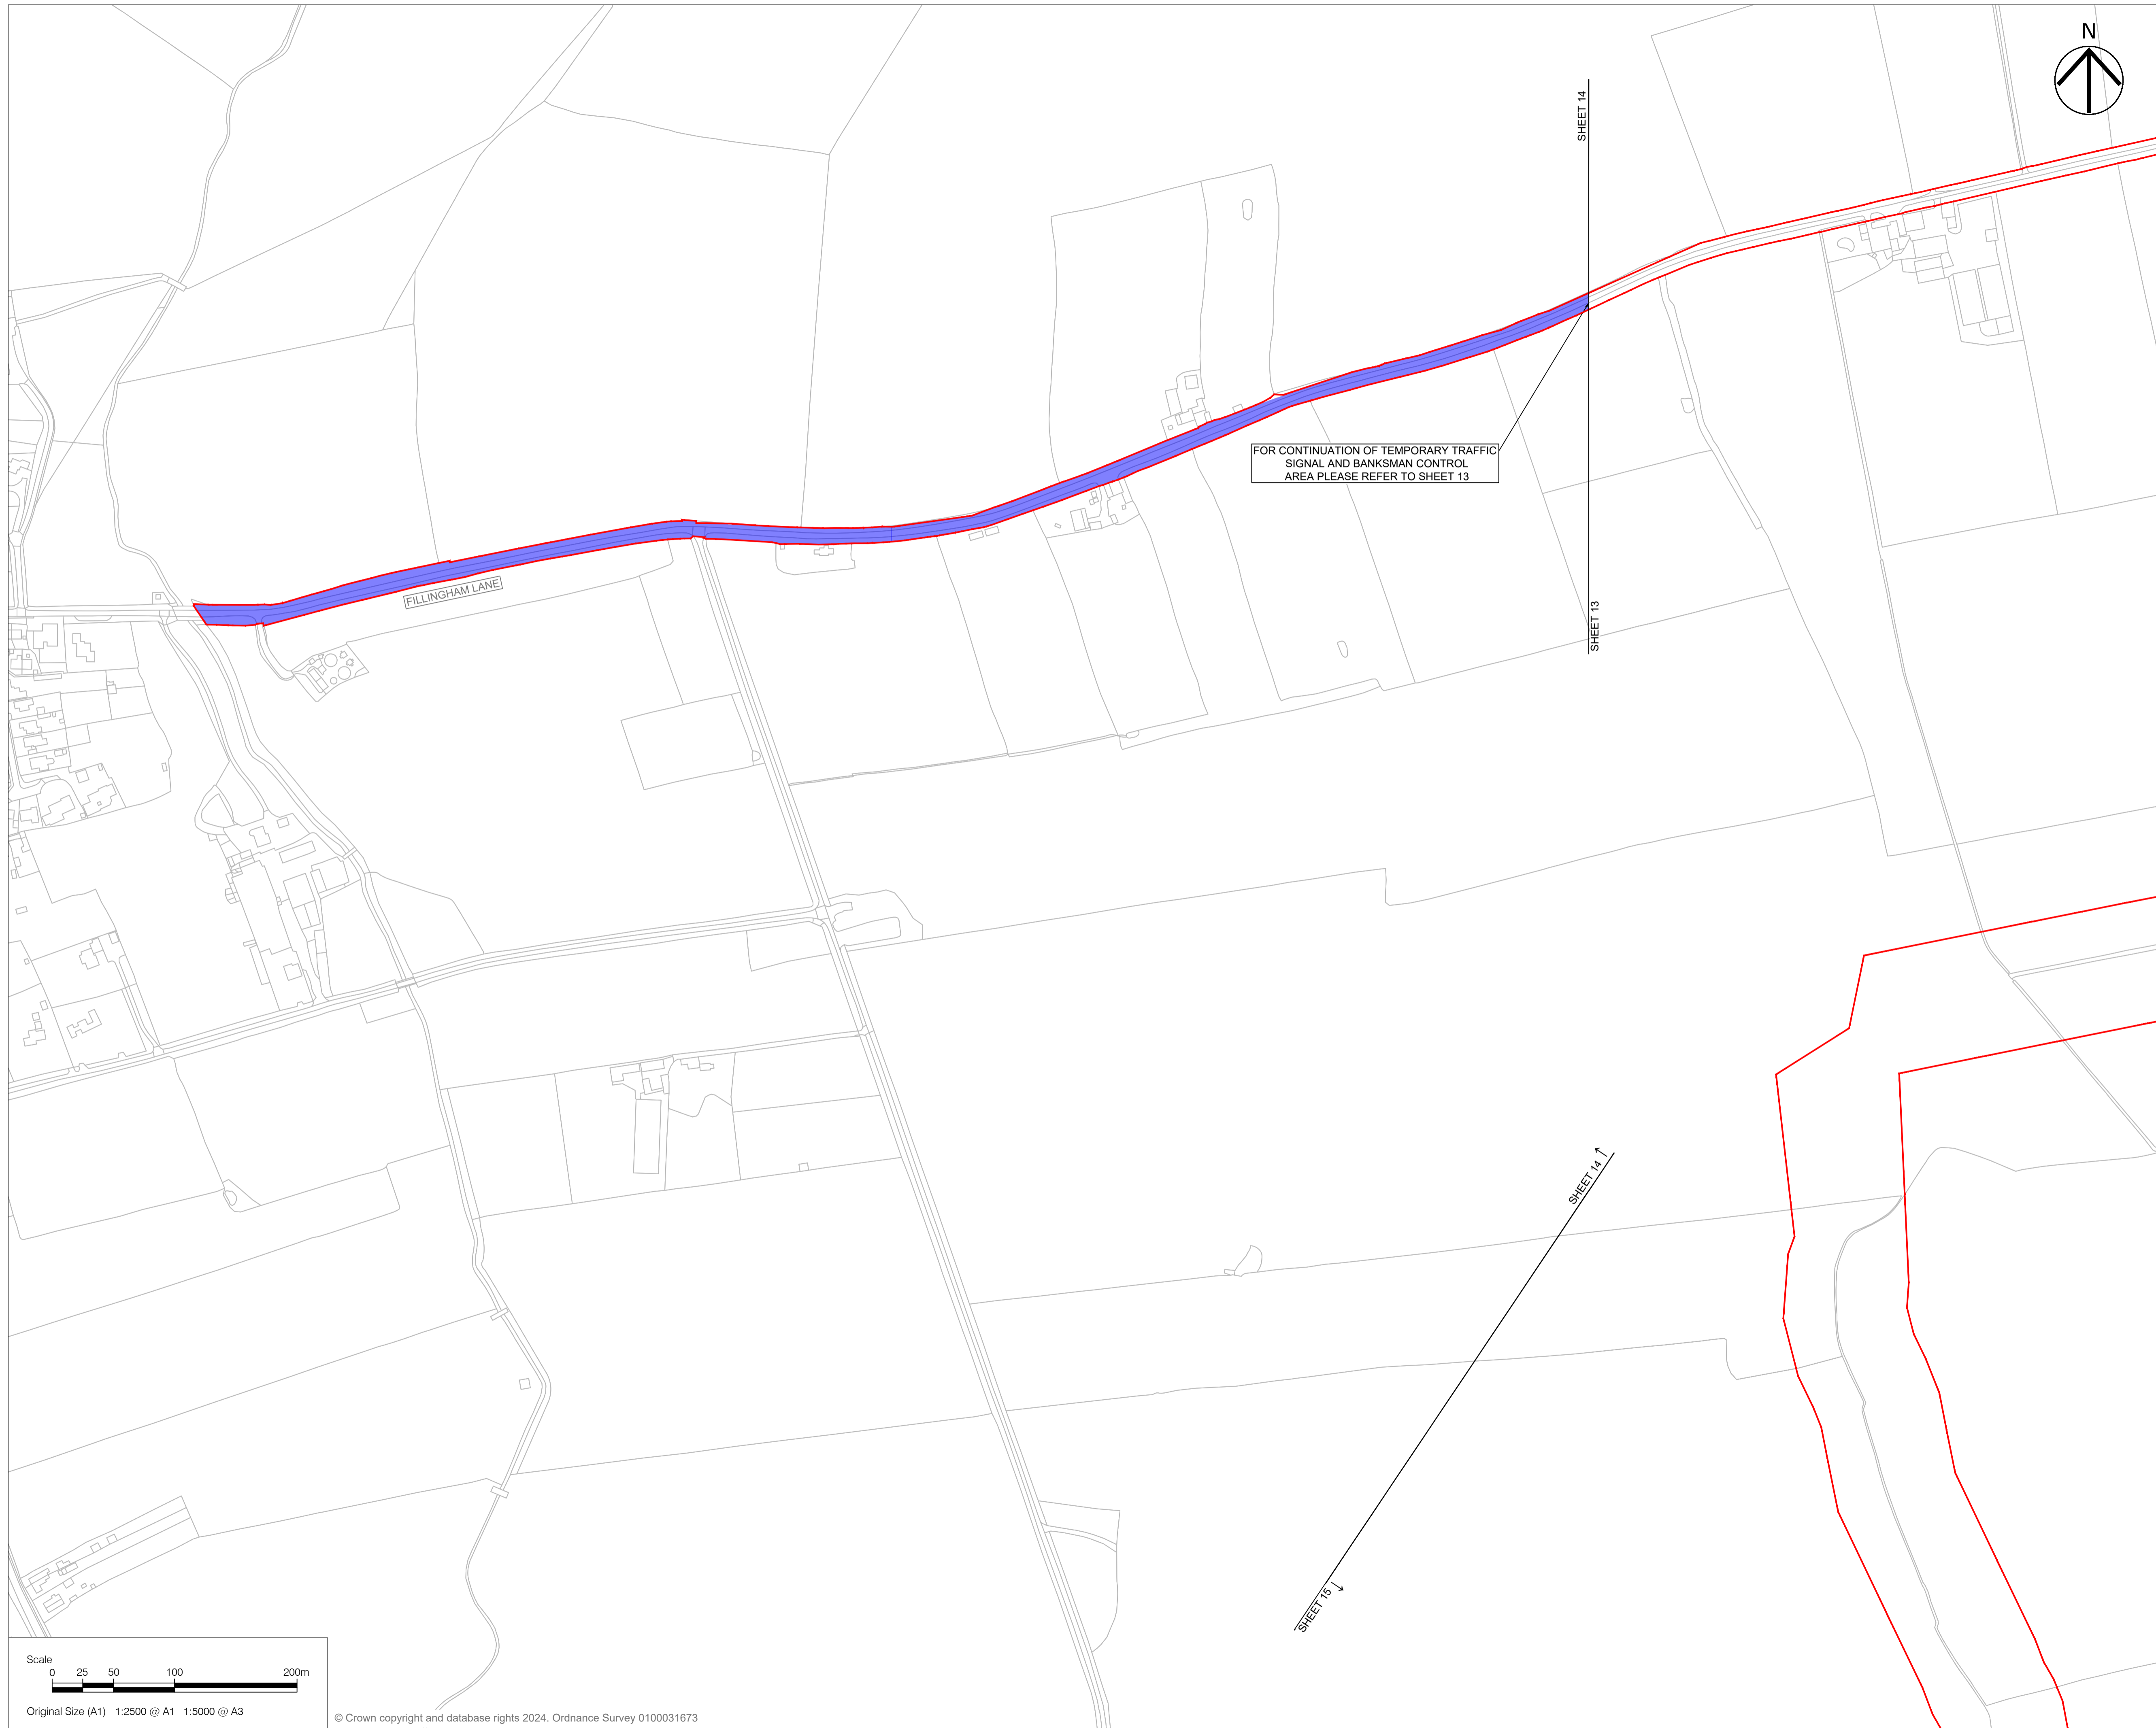 N
SHEET 14
FOR CONTINUATION OF TEMPORARY TRAFFIC
SIGNAL AND BANKSMAN CONTROL
AREA PLEASE REFER TO SHEET 13
FILLINGHAM LANE
SHEET 13
SHEET 14
SHEET 15
Scale
0 25 50 100 200m
Original Size (A1) 1:2500 @ A1 1:5000 @ A3
© Crown copyright and database rights 2024. Ordnance Survey 0100031673